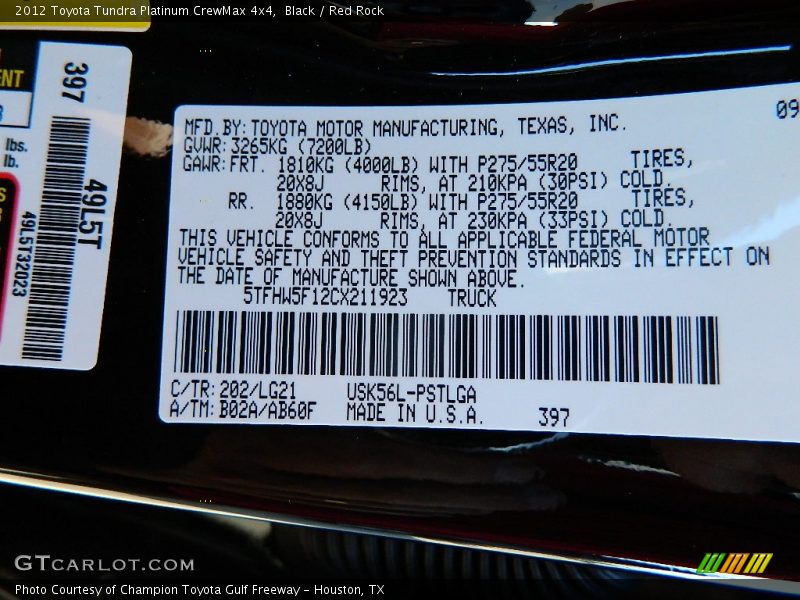 2012 Toyota Tundra Platinum CrewMax 4x4,  Black / Red Rock
ENT
lbs.
lb.
397
49L5T
49L5T32023
09
MFD.BY:TOYOTA MOTOR MANUFACTURING, TEXAS, INC.
GVWR:3265KG (7200LB)
GAWR:FRT. 1810KG (4000LB) WITH P275/55R20 TIRES,
20X8J RIMS, AT 210KPA (30PSI) COLD.
RR. 1880KG (4150LB) WITH P275/55R20 TIRES,
20X8J RIMS, AT 230KPA (33PSI) COLD.
THIS VEHICLE CONFORMS TO ALL APPLICABLE FEDERAL MOTOR
VEHICLE SAFETY AND THEFT PREVENTION STANDARDS IN EFFECT ON
THE DATE OF MANUFACTURE SHOWN ABOVE.
5TFHW5F12CX211923 TRUCK
C/TR:202/LG21 USK56L-PSTLGA
A/TM:B02A/AB60F MADE IN U.S.A. 397
GTCARLOT.COM
Photo Courtesy of Champion Toyota Gulf Freeway - Houston, TX